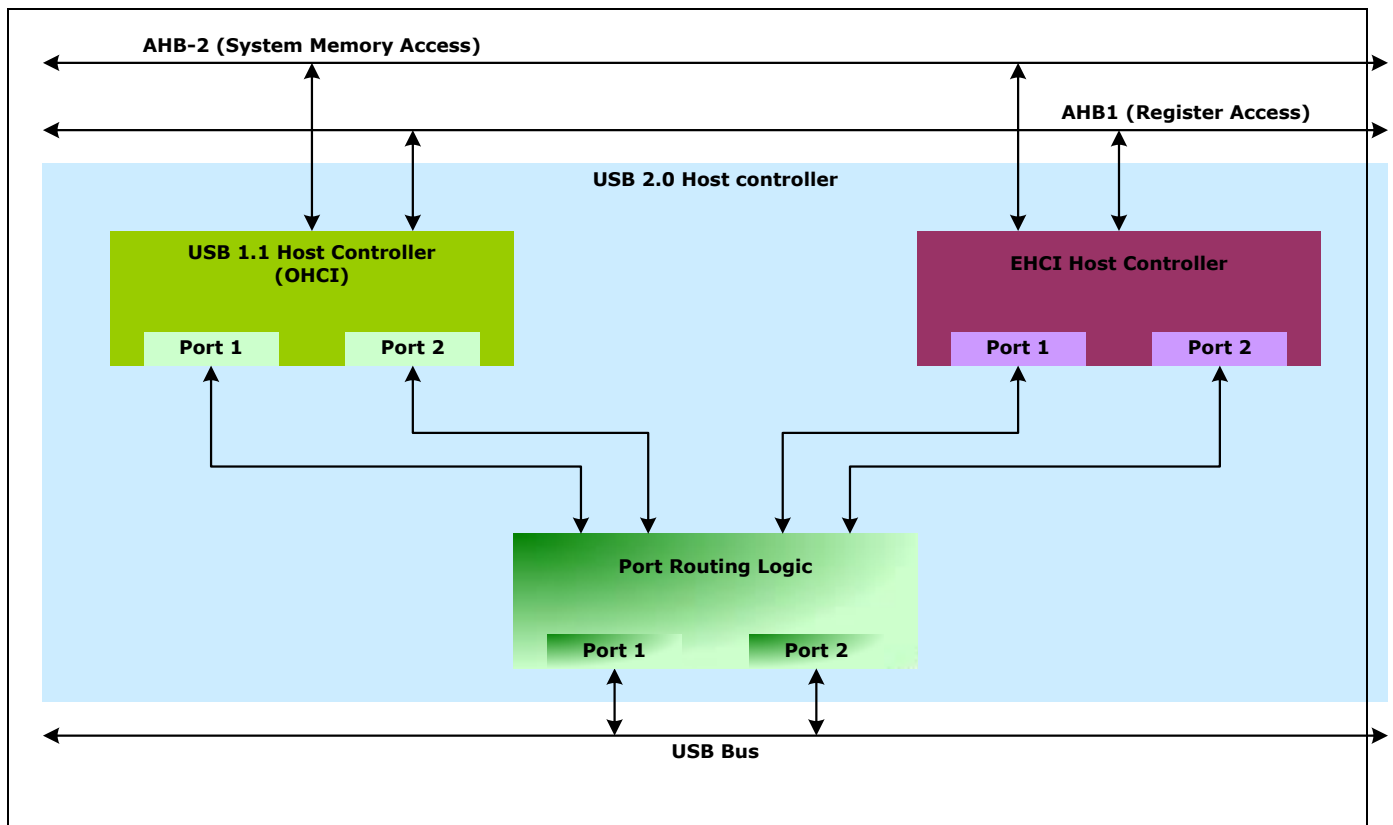 AHB-2 (System Memory Access)
AHB1 (Register Access)
USB 2.0 Host controller
USB 1.1 Host Controller
(OHCI)
EHCI Host Controller
Port 1
Port 2
Port 1
Port 2
Port Routing Logic
Port 1
Port 2
USB Bus